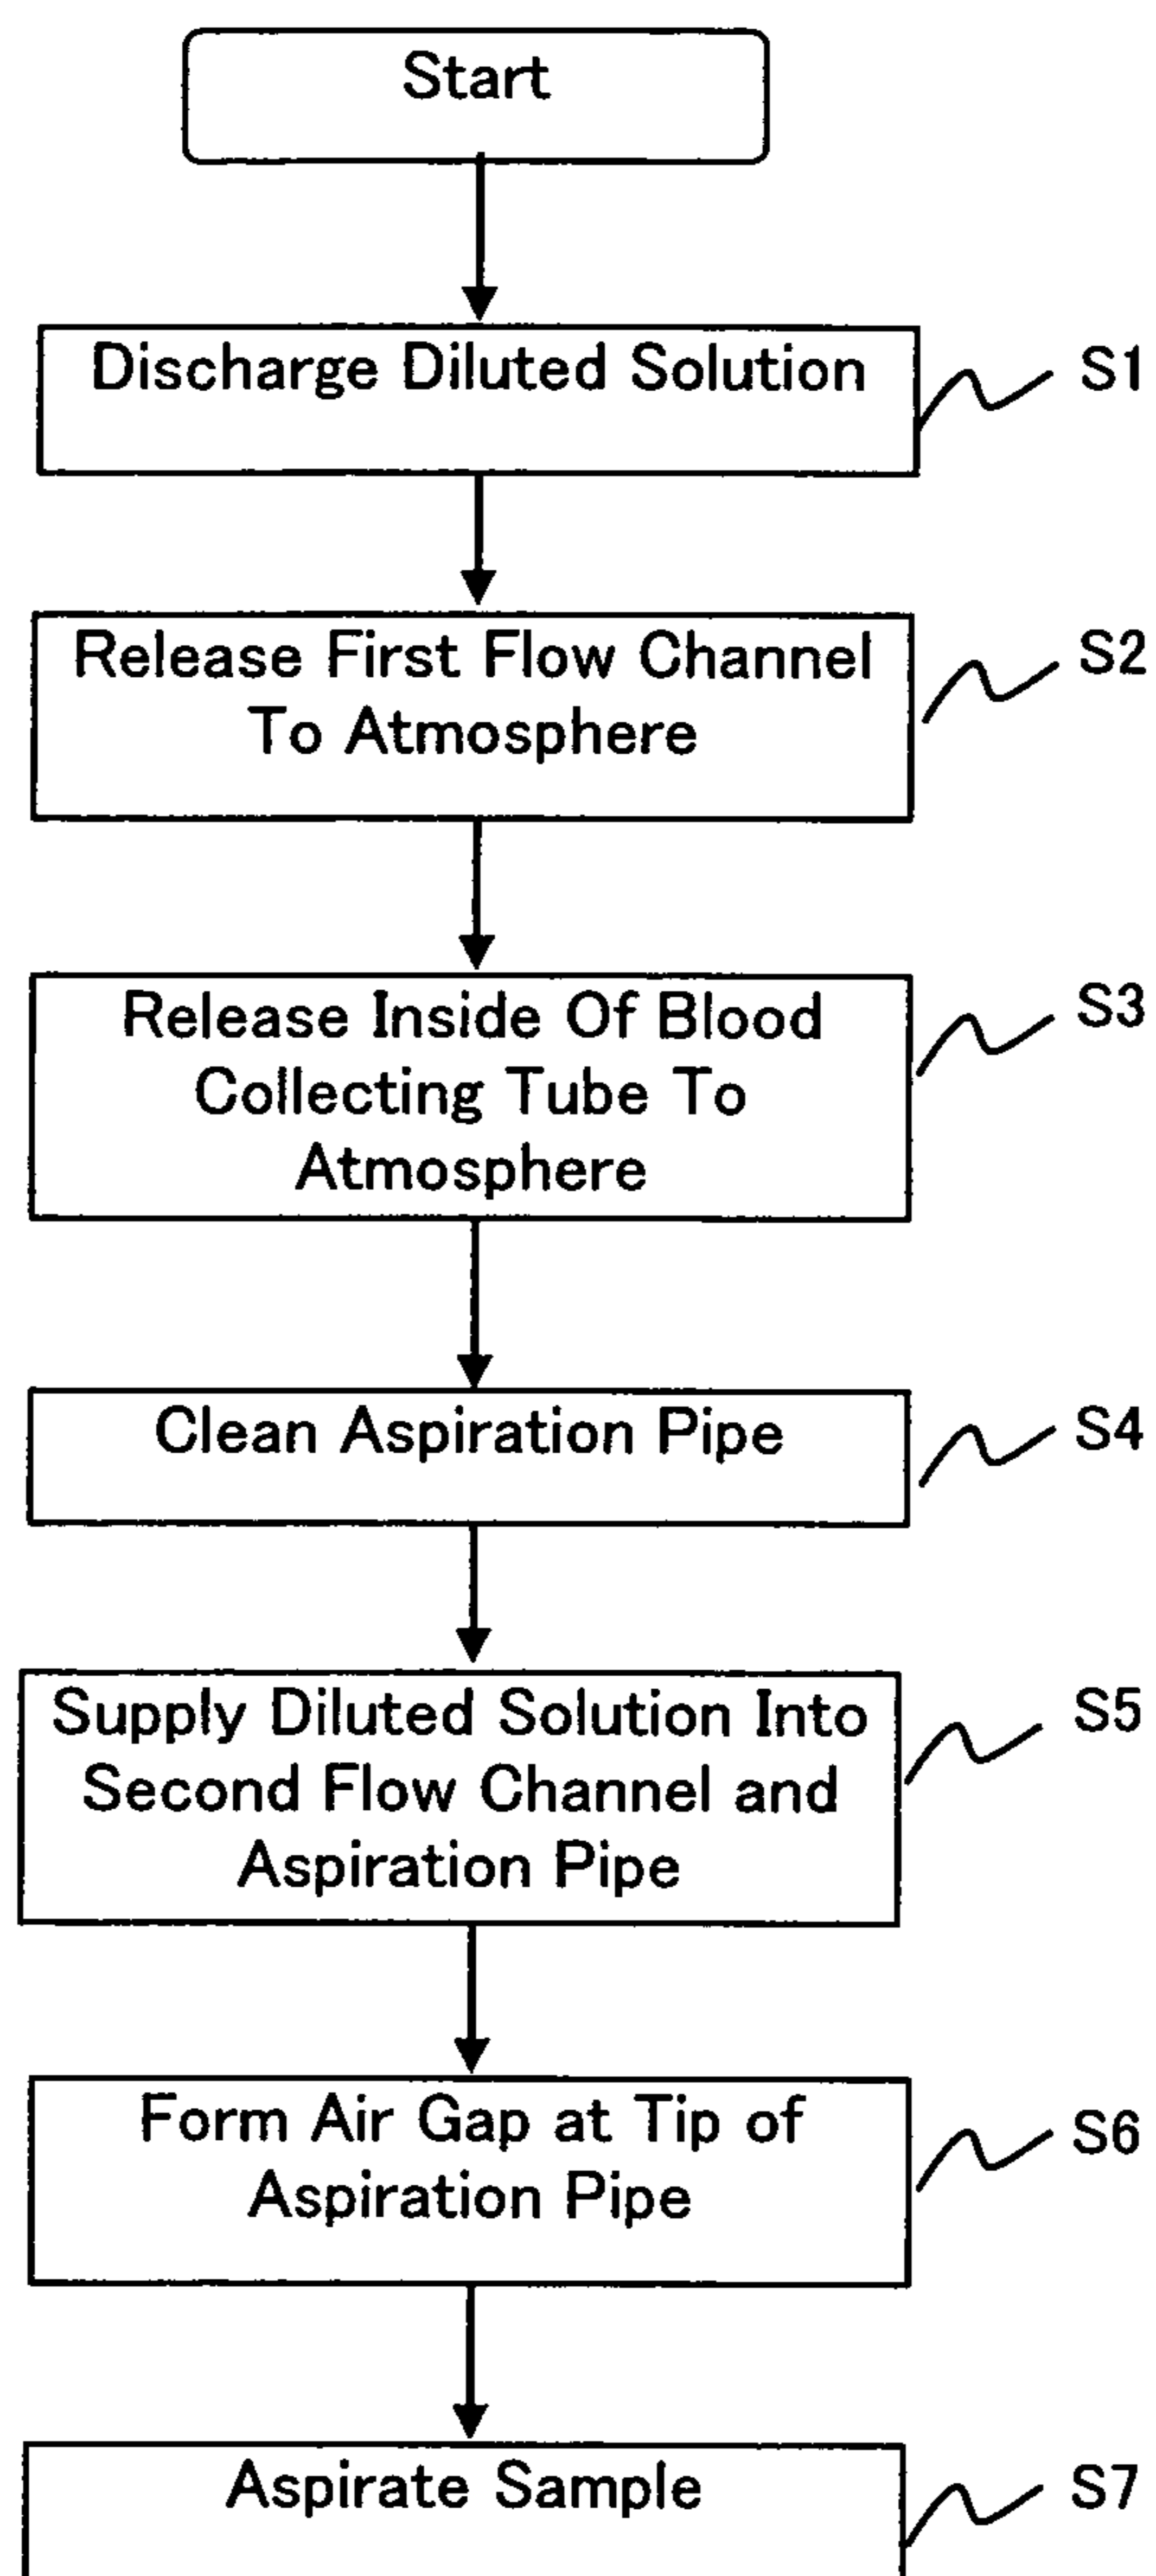 Start
Discharge Diluted Solution
S1
Release First Flow Channel
To Atmosphere
S2
Release Inside Of Blood
Collecting Tube To
Atmosphere
S3
Clean Aspiration Pipe
S4
Supply Diluted Solution Into
Second Flow Channel and
Aspiration Pipe
S5
Form Air Gap at Tip of
Aspiration Pipe
S6
Aspirate Sample
S7